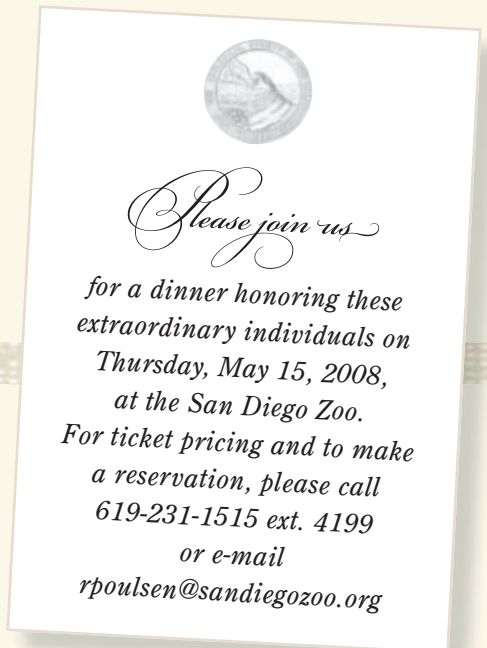 Please join us
for a dinner honoring these
extraordinary individuals on
Thursday, May 15, 2008,
at the San Diego Zoo.
For ticket pricing and to make
a reservation, please call
619-231-1515 ext. 4199
or e-mail
rpoulsen@sandiegozoo.org